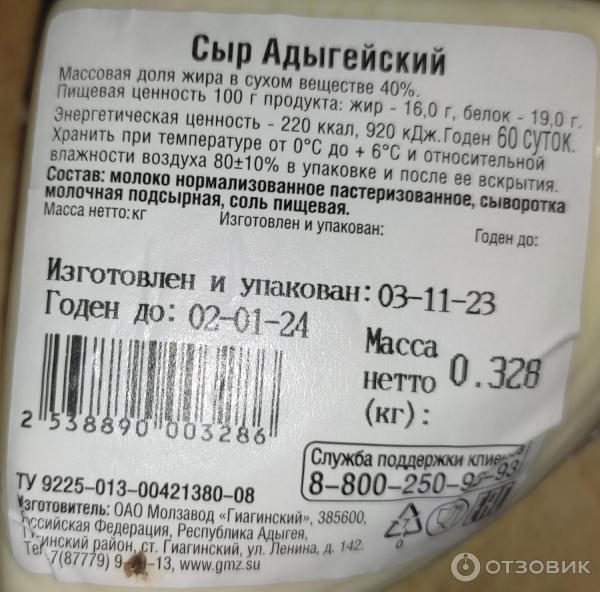 Сыр Адыгейский
Массовая доля жира в сухом веществе 40%.
Пищевая ценность 100 г продукта: жир - 16,0 г, белок - 19,0 г.
Энергетическая ценность - 220 ккал, 920 кДж. Годен 60 СУТОК.
Хранить при температуре от 0°С до + 6°С и относительной
влажности воздуха 80±10% в упаковке и после ее вскрытия.
Состав: молоко нормализованное пастеризованное, сыворотка
молочная подсырная, соль пищевая.
Масса нетто: кг Изготовлен и упакован: Годен до:
Изготовлен и упакован: 03-11-23
Годен до: 02-01-24
Масса
нетто 0.328
(кг):
2 538890 003286
Служба поддержки
8-800-250-
ТУ 9225-013-00421380-08
Изготовитель: ОАО Молзавод «Гиагинский», 385600,
Российская Федерация, Республика Адыгея,
район, ст. Гиагинский, ул. Ленина, д. 142.
Tel 7(87779) 9 -13, www.gmz.su
ОТЗОВИК